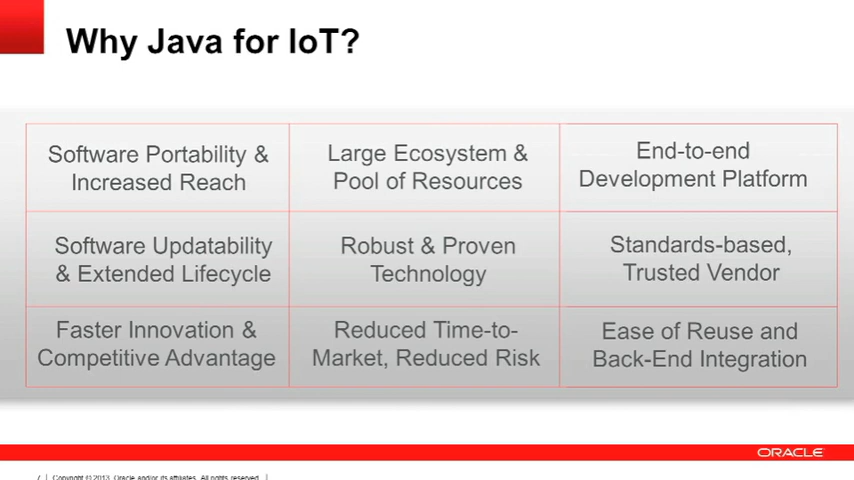 Why Java for IoT?
Software Portability &
Increased Reach
Large Ecosystem &
Pool of Resources
End-to-end
Development Platform
Software Updatability
& Extended Lifecycle
Robust & Proven
Technology
Standards-based,
Trusted Vendor
Faster Innovation &
Competitive Advantage
Reduced Time-to-
Market, Reduced Risk
Ease of Reuse and
Back-End Integration
ORACLE
7 | Copyright © 2013, Oracle and/or its affiliates. All rights reserved. |